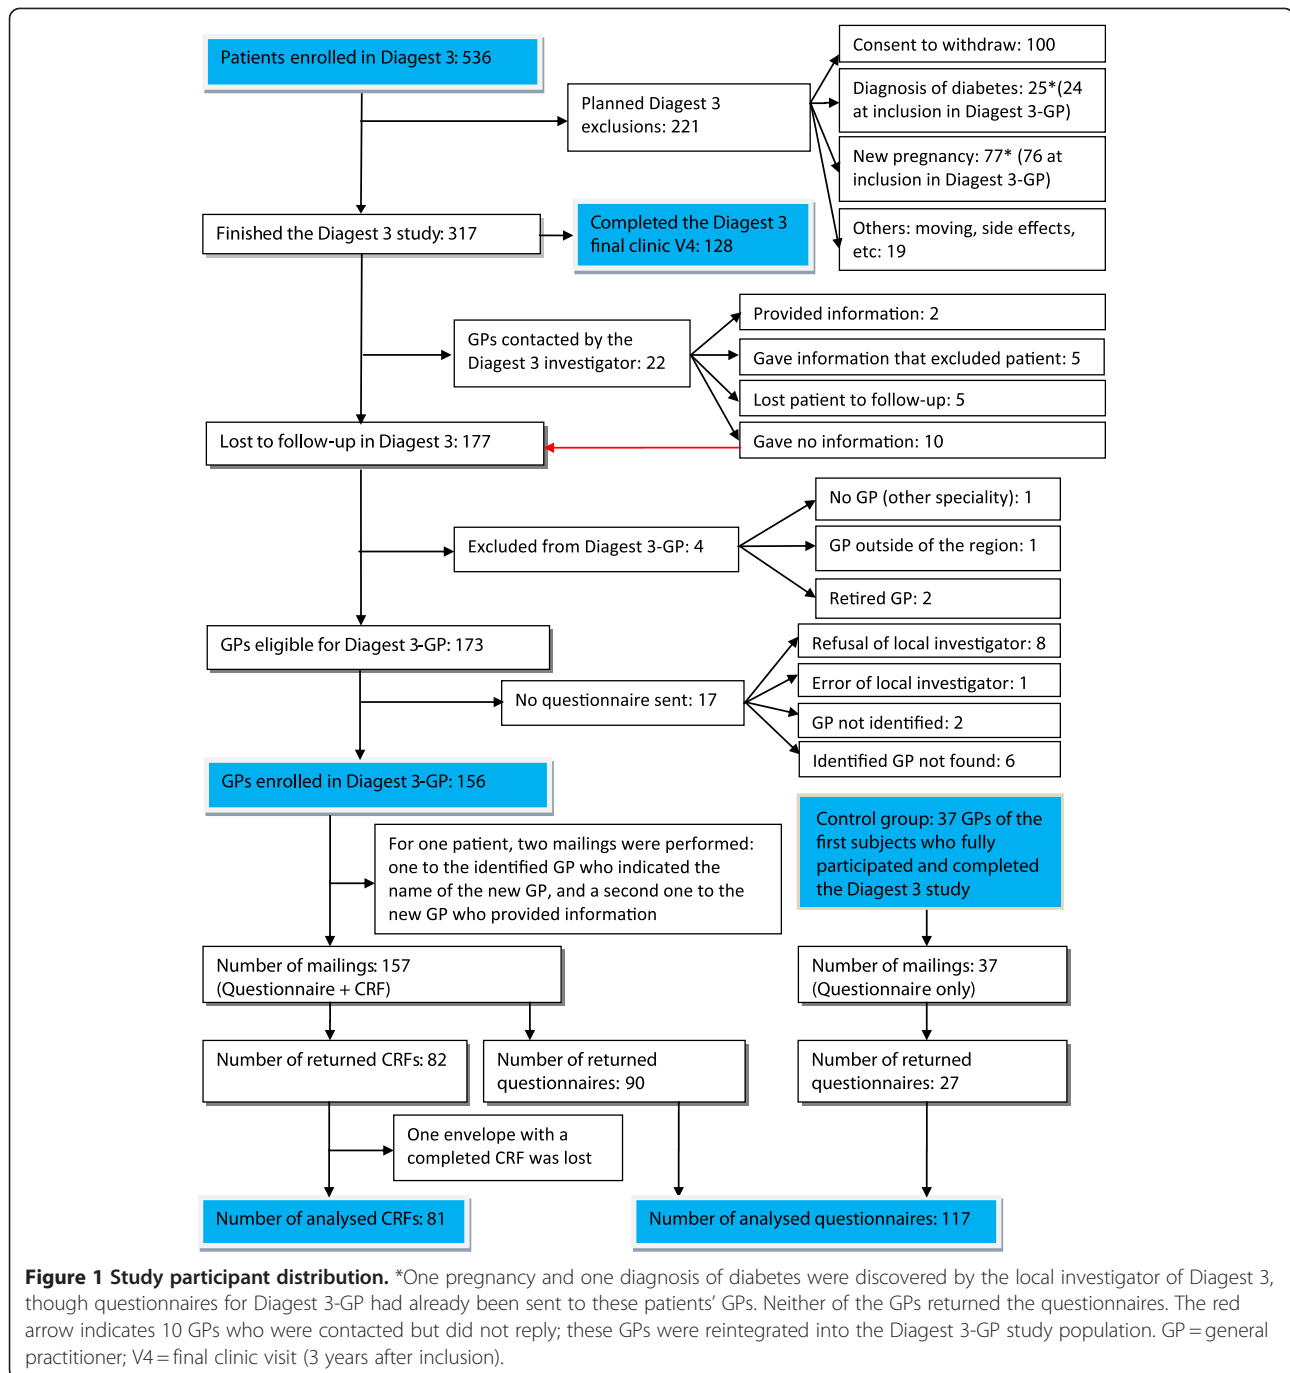 Patients enrolled in Diagest 3: 536
Consent to withdraw: 100
Planned Diagest 3
exclusions: 221
Diagnosis of diabetes: 25*(24
at inclusion in Diagest 3-GP)
New pregnancy: 77* (76 at
inclusion in Diagest 3-GP)
Others: moving, side effects,
etc: 19
Finished the Diagest 3 study: 317
Completed the Diagest 3
final clinic V4: 128
GPs contacted by the
Diagest 3 investigator: 22
Provided information: 2
Gave information that excluded patient: 5
Lost patient to follow-up: 5
Gave no information: 10
Lost to follow-up in Diagest 3: 177
Excluded from Diagest 3-GP: 4
No GP (other speciality): 1
GP outside of the region: 1
Retired GP: 2
GPs eligible for Diagest 3-GP: 173
No questionnaire sent: 17
Refusal of local investigator: 8
Error of local investigator: 1
GP not identified: 2
Identified GP not found: 6
GPs enrolled in Diagest 3-GP: 156
Control group: 37 GPs of the
first subjects who fully
participated and completed
the Diagest 3 study
For one patient, two mailings were performed:
one to the identified GP who indicated the
name of the new GP, and a second one to the
new GP who provided information
Number of mailings: 157
(Questionnaire + CRF)
Number of mailings: 37
(Questionnaire only)
Number of returned CRFs: 82
Number of returned
questionnaires: 90
Number of returned
questionnaires: 27
One envelope with a
completed CRF was lost
Number of analysed CRFs: 81
Number of analysed questionnaires: 117
Figure 1 Study participant distribution. *One pregnancy and one diagnosis of diabetes were discovered by the local investigator of Diagest 3,
though questionnaires for Diagest 3-GP had already been sent to these patients' GPs. Neither of the GPs returned the questionnaires. The red
arrow indicates 10 GPs who were contacted but did not reply; these GPs were reintegrated into the Diagest 3-GP study population. GP = general
practitioner; V4 = final clinic visit (3 years after inclusion).